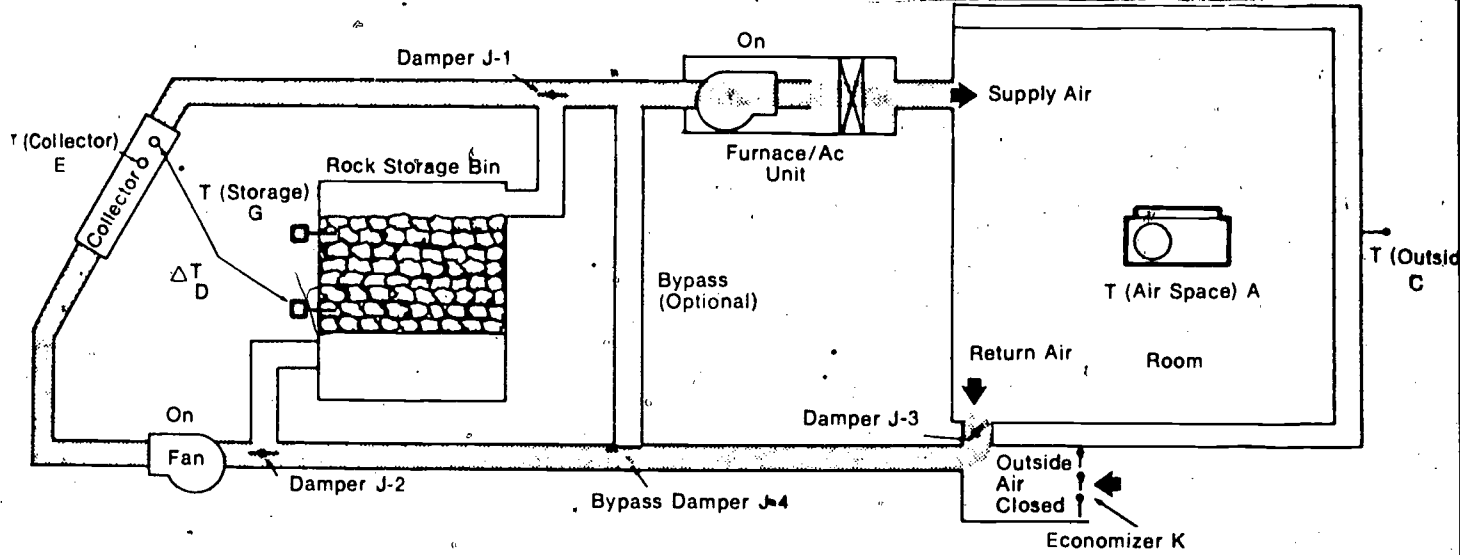 On
Damper J-1
Supply Air
Furnace/Ac
Unit
T (Collector)
E
Collector
Rock Storage Bin
T (Storage)
G
△ T
D
Bypass
(Optional)
T (Air Space) A
T (Outsid
C
Return Air
Room
Damper J-3
On
Fan
Damper J-2
Bypass Damper J-4
Outside
Air
Closed
Economizer K